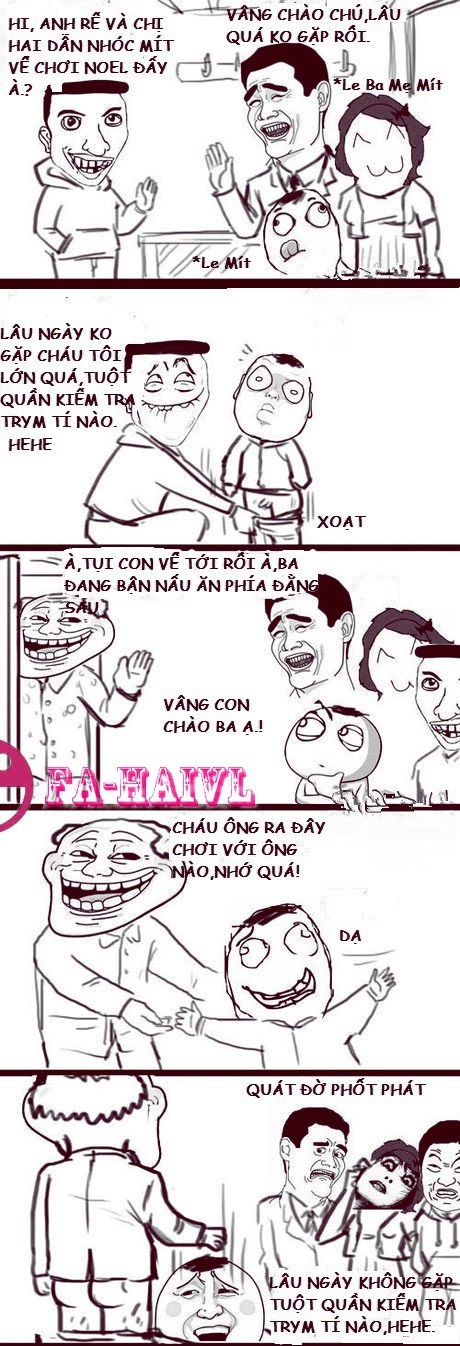 HI, ANH RỂ VÀ CHI
HAI DẪN NHÓC MÍT
VỂ CHƠI NOEL ĐẤY
À.?
VÂNG CHÀO CHÚ,LÂU
QUÁ KO GẶP RỒI.
*Le Ba Me Mít
*Le Mít
LÂU NGÀY KO
GẶP CHÁU TÔI
LỚN QUÁ,TUỘT
QUẦN KIỂM TRA
TRYM TÍ NÀO.
HEHE
XOẠT
À,TỤI CON VỂ TỚI RỒI À,BA
ĐANG BẬN NẤU ĂN PHÍA ĐẰNG
SAU.
VÂNG CON
CHÀO BA Ạ.!
FA-HAIVL
CHÁU ÔNG RA ĐÂY
CHƠI VỚI ÔNG
NÀO,NHỚ QUÁ!
DẠ
QUÁT ĐỜ PHỐT PHÁT
LÂU NGÀY KHÔNG GẶP
TUỘT QUẦN KIỂM TRA
TRYM TÍ NÀO,HEHE.